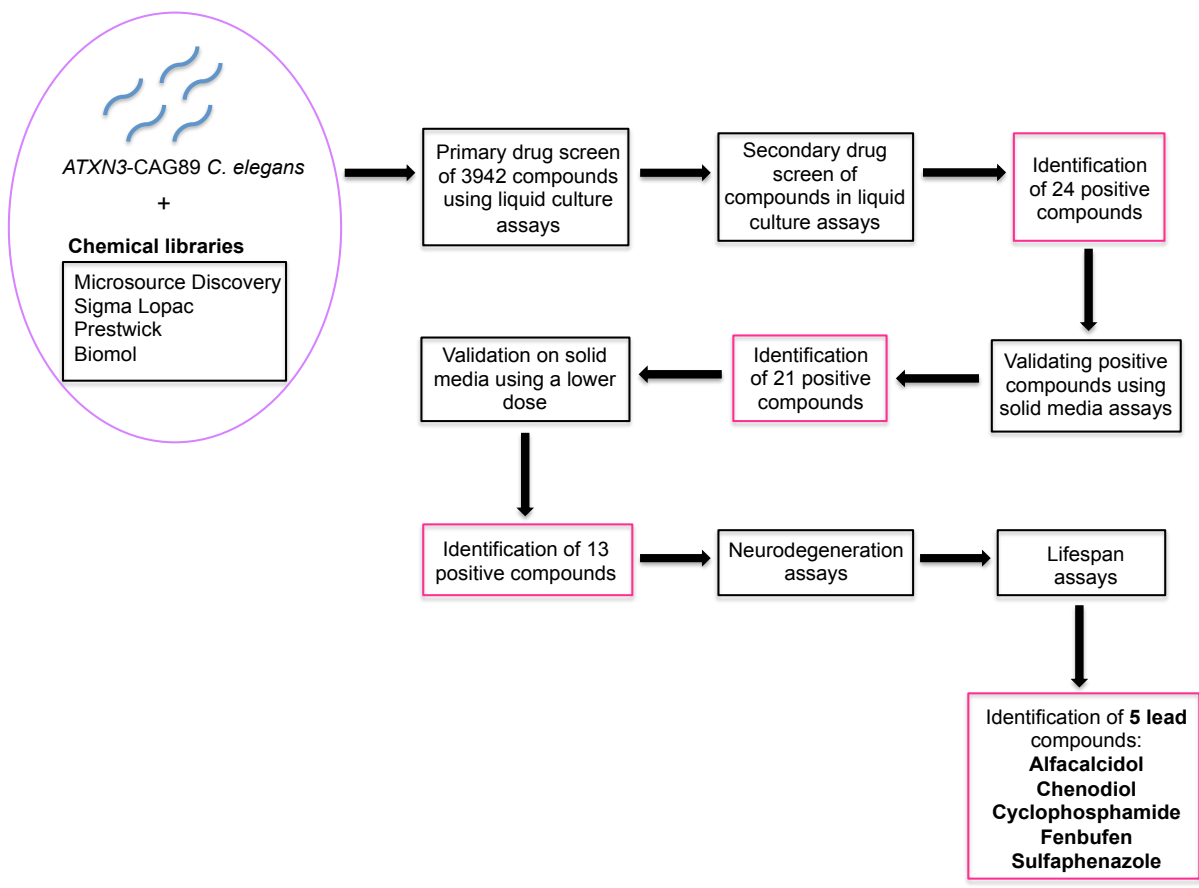 ATXN3-CAG89 C. elegans
+
Chemical libraries
Microsource Discovery
Sigma Lopac
Prestwick
Biomol
Primary drug screen
of 3942 compounds
using liquid culture
assays
Secondary drug
screen of
compounds in liquid
culture assays
Identification
of 24 positive
compounds
Validating positive
compounds using
solid media assays
Identification
of 21 positive
compounds
Validation on solid
media using a lower
dose
Identification of 13
positive compounds
Neurodegeneration
assays
Lifespan
assays
Identification of 5 lead
compounds:
Alfacalcidol
Chenodiol
Cyclophosphamide
Fenbufen
Sulfaphenazole